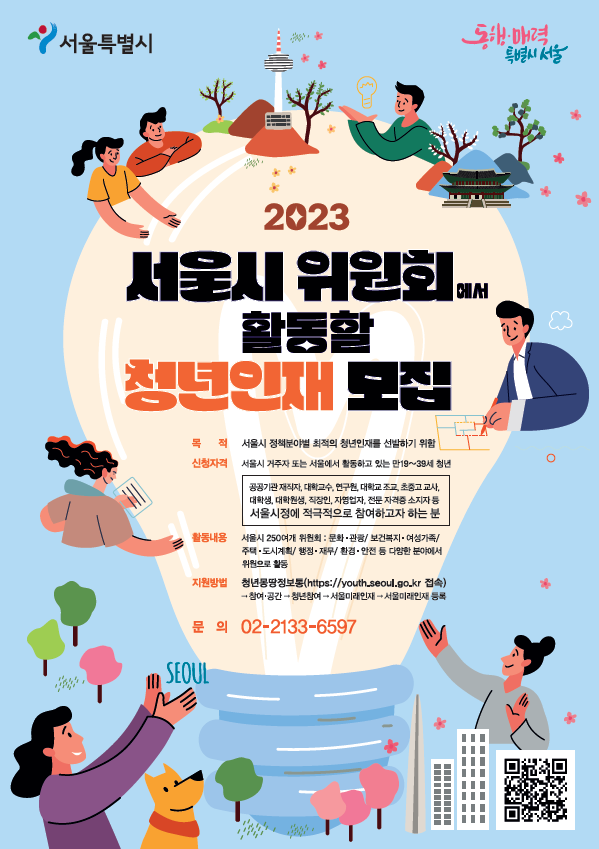 서울특별시
동행·매력
특별시 서울
2023
서울시 위원회에서
활동할
청년인재 모집
목 적 서울시 정책분야별 최적의 청년인재를 선발하기 위함
신청자격 서울시 거주자 또는 서울에서 활동하고 있는 만19~39세 청년
공공기관 재직자, 대학교수, 연구원, 대학교 조교, 초중고 교사,
대학생, 대학원생, 직장인, 자영업자, 전문 자격증 소지자 등
서울시정에 적극적으로 참여하고자 하는 분
활동내용 서울시 250여개 위원회 : 문화·관광/ 보건복지·여성가족/
주택·도시계획/ 행정·재무/ 환경·안전 등 다양한 분야에서
위원으로 활동
지원방법 청년몽땅정보통(https://youth.seoul.go.kr 접속)
→ 참여·공간 → 청년참여 → 서울미래인재 → 서울미래인재 등록
문 의 02-2133-6597
SEOUL